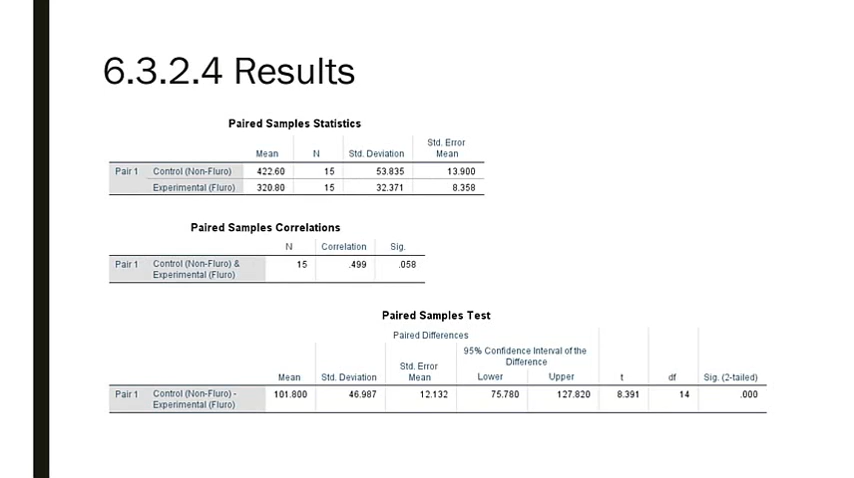 6.3.2.4 Results
Paired Samples Statistics
Mean N Std. Deviation Std. Error Mean
Pair 1 Control (Non-Fluro) 422.60 15 53.835 13.900
Experimental (Fluro) 320.80 15 32.371 8.358
Paired Samples Correlations
N Correlation Sig.
Pair 1 Control (Non-Fluro) & Experimental (Fluro) 15 .499 .058
Paired Samples Test
Paired Differences
95% Confidence Interval of the Difference
Mean Std. Deviation Std. Error Mean Lower Upper t df Sig. (2-tailed)
Pair 1 Control (Non-Fluro) - Experimental (Fluro) 101.800 46.987 12.132 75.780 127.820 8.391 14 .000